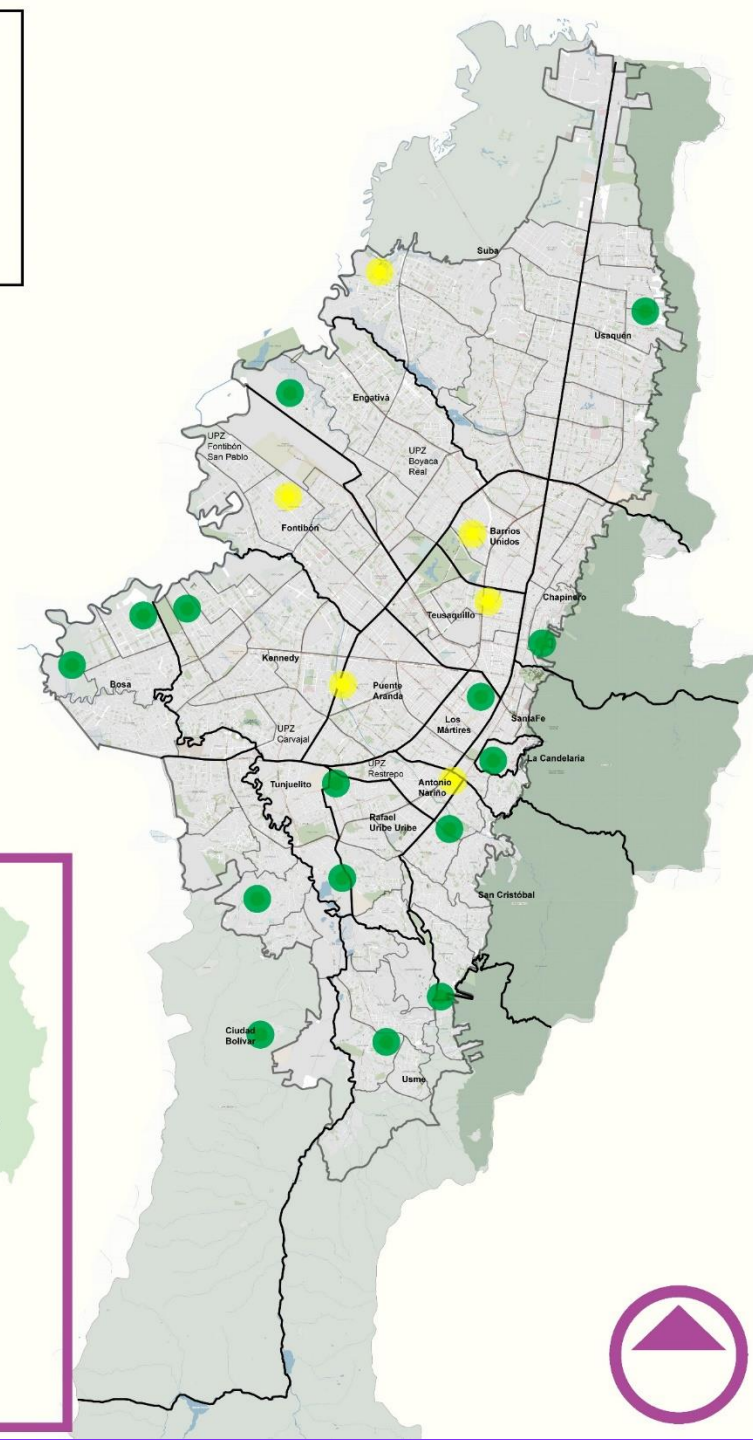 Suba
Usaquén
Engativá
UPZ
Fontibón
San Pablo
UPZ
Boyaca
Real
Fontibón
Barrios
Unidos
Chapinero
Teusaquillo
Kennedy
Bosa
Puente
Aranda
Los
Mártires
SantaFe
UPZ
Carvajal
La Candelaria
UPZ
Restrepo
Tunjuelito
Antonio
Nariño
Rafael
Uribe Uribe
San Cristóbal
Ciudad
Bolívar
Usme